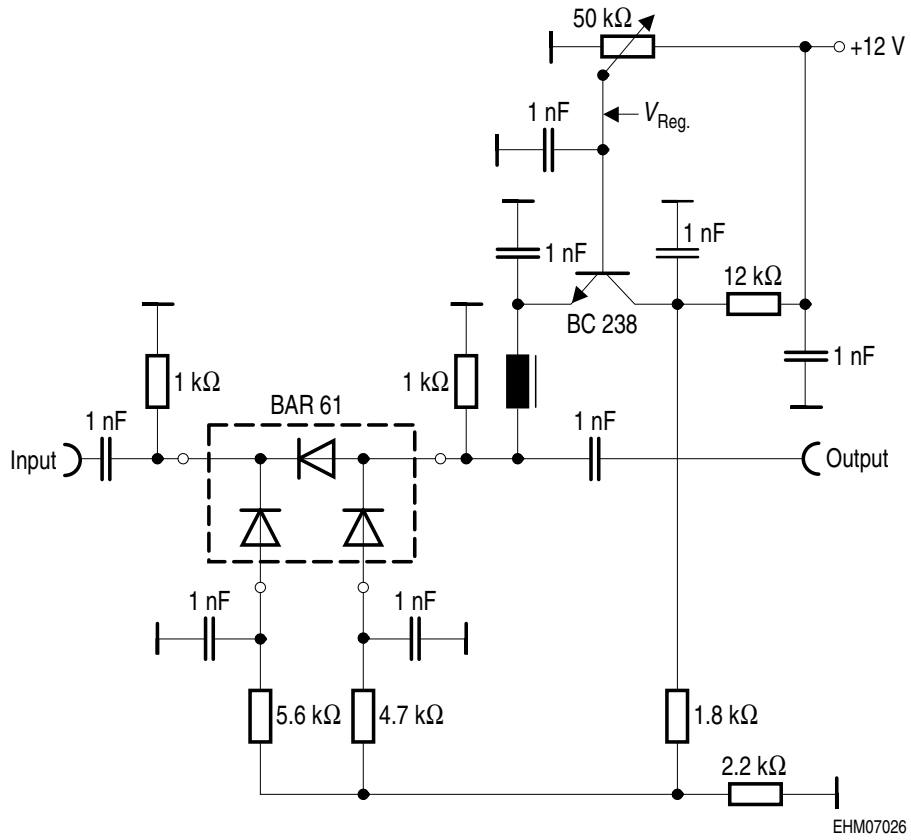 50 kΩ
+12 V
1 nF
VReg.
1 nF
1 nF
12 kΩ
BC 238
1 nF
1 kΩ
1 kΩ
BAR 61
1 nF
1 nF
Input
Output
1 nF
1 nF
5.6 kΩ
4.7 kΩ
1.8 kΩ
2.2 kΩ
EHM07026